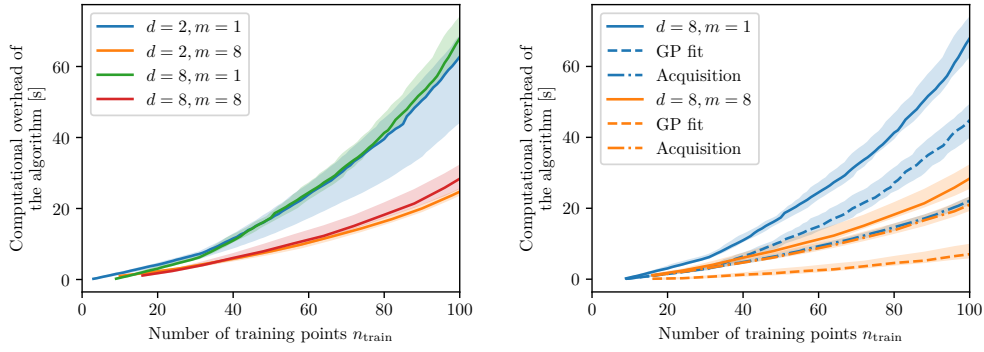 Computational overhead of
the algorithm [s]
60
40
20
0
d = 2, m = 1
d = 2, m = 8
d = 8, m = 1
d = 8, m = 8
0 20 40 60 80 100
Number of training points n_train
Computational overhead of
the algorithm [s]
60
40
20
0
d = 8, m = 1
GP fit
Acquisition
d = 8, m = 8
GP fit
Acquisition
0 20 40 60 80 100
Number of training points n_train